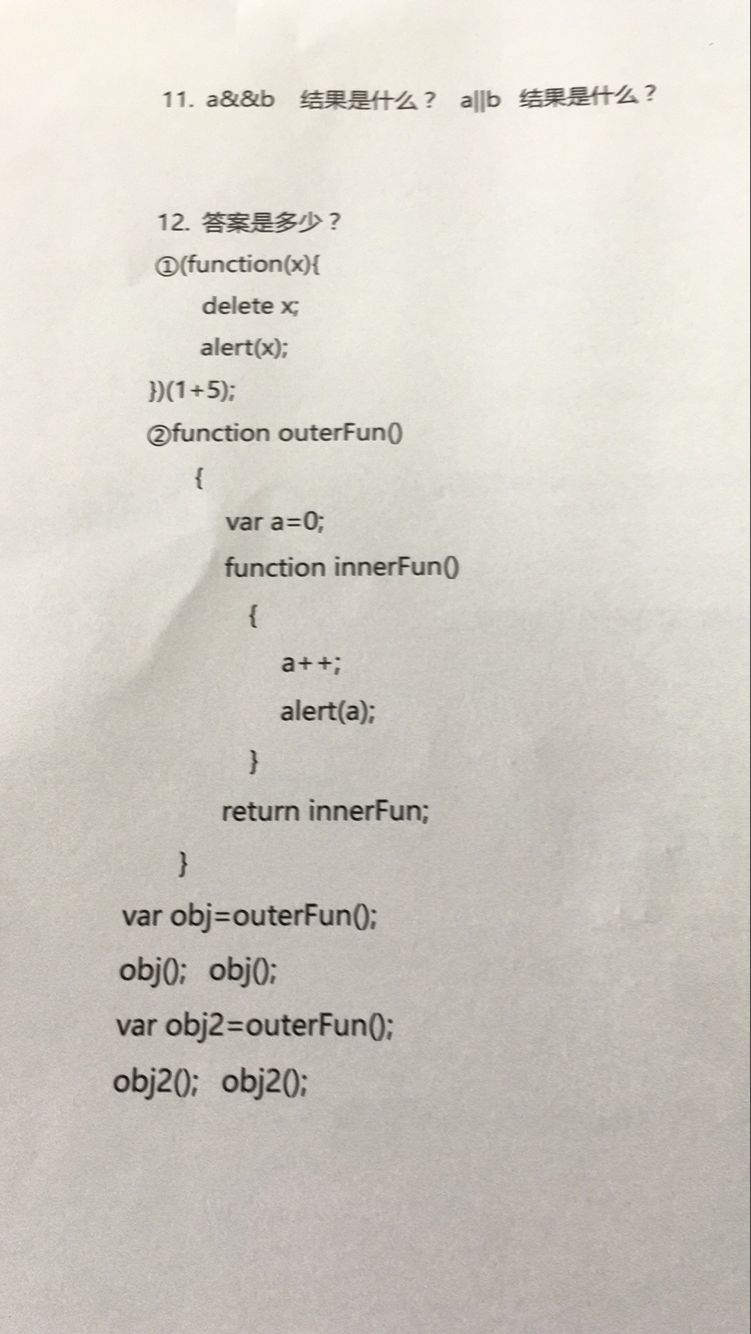 11. a&&b 结果是什么？ a||b 结果是什么？
12. 答案是多少？
①(function(x){
delete x;
alert(x);
})(1+5);
②function outerFun()
{
var a=0;
function innerFun()
{
a++;
alert(a);
}
return innerFun;
}
var obj=outerFun();
obj(); obj();
var obj2=outerFun();
obj2(); obj2();